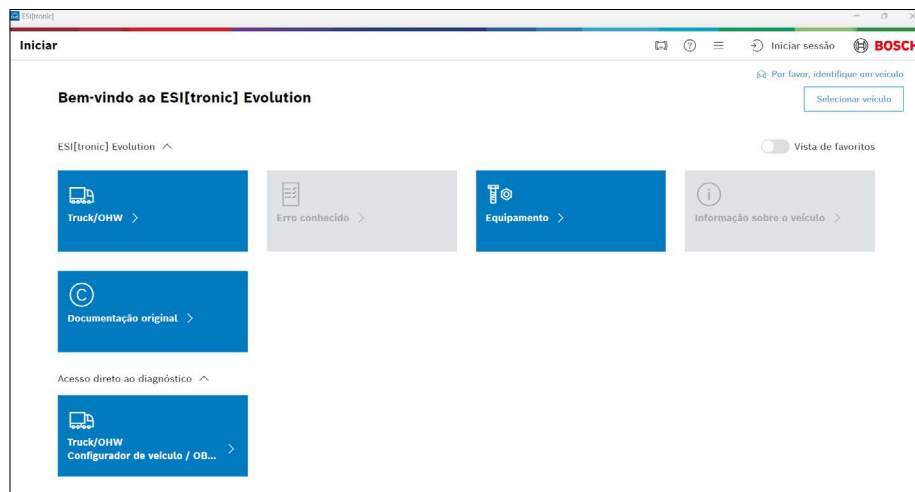 ESI[tronic]
Iniciar
Iniciar sessão
BOSCH
Por favor, identifique um veículo
Bem-vindo ao ESI[tronic] Evolution
Selecionar veículo
ESI[tronic] Evolution
Vista de favoritos
Truck/OHW
Erro conhecido
Equipamento
Informação sobre o veículo
Documentação original
Acesso direto ao diagnóstico
Truck/OHW
Configurador de veículo / OB...